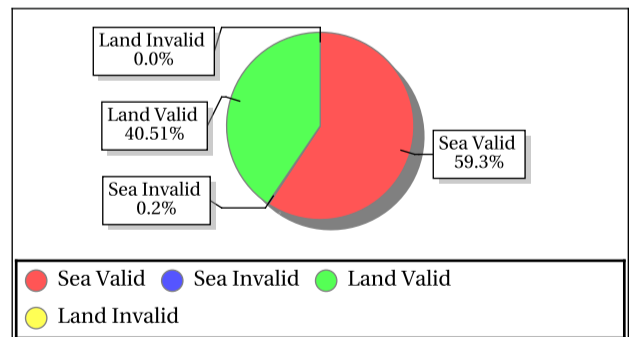 Land Invalid
0.0%
Land Valid
40.51%
Sea Valid
59.3%
Sea Invalid
0.2%
Sea Valid Sea Invalid Land Valid
Land Invalid